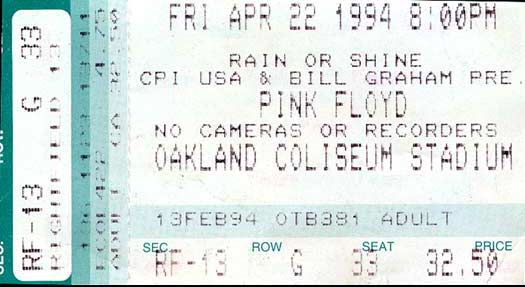 FRI APR 22 1994 8:00PM
RAIN OR SHINE
CPI USA & BILL GRAHAM PRE.
PINK FLOYD
NO CAMERAS OR RECORDERS
OAKLAND COLISEUM STADIUM
13FEB94 OTB381 ADULT
SEC ROW SEAT PRICE
RF-13 G 33 32.50
RF-13 G 33
SEC. ROW